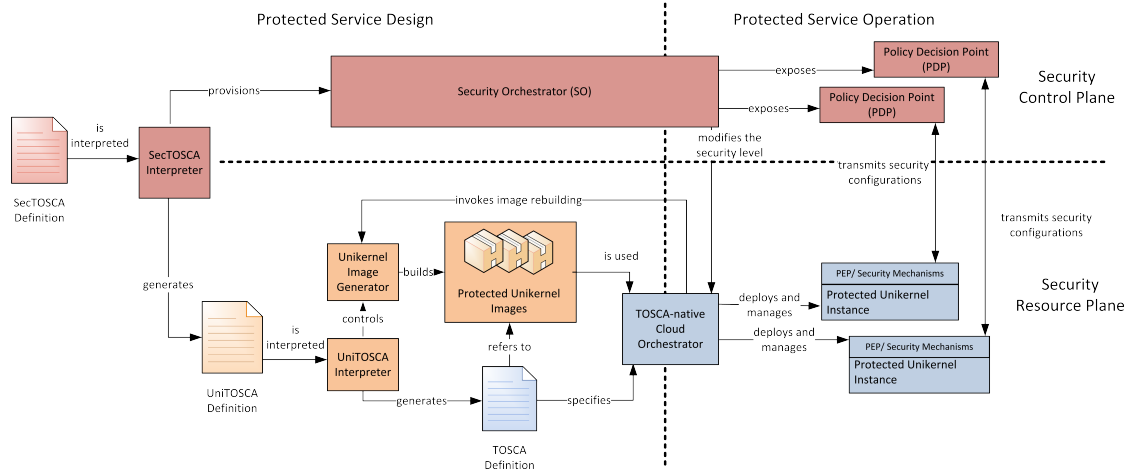 Protected Service Design
Protected Service Operation
Policy Decision Point
(PDP)
exposes
Security Orchestrator (SO)
provisions
Security
Control Plane
exposes
Policy Decision Point
(PDP)
is
interpreted
SecTOSCA
Interpreter
modifies the
security level
transmits security
configurations
SecTOSCA
Definition
invokes image rebuilding
transmits security
configurations
Unikernel
Image
Generator
builds
Protected Unikernel
Images
is used
generates
PEP/ Security Mechanisms
Protected Unikernel
Instance
Security
Resource Plane
deploys and
manages
TOSCA-native
Cloud
Orchestrator
controls
is
interpreted
deploys and
manages
refers to
PEP/ Security Mechanisms
Protected Unikernel
Instance
UniTOSCA
Interpreter
UniTOSCA
Definition
generates
specifies
TOSCA
Definition